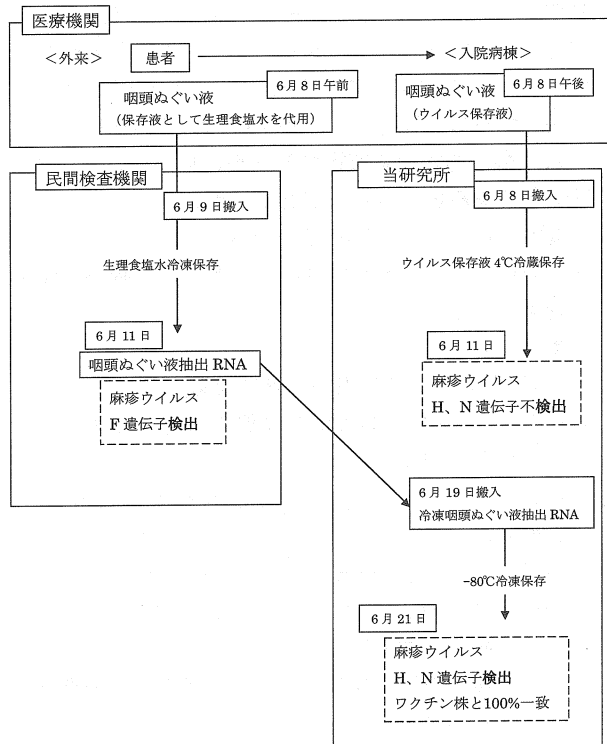 医療機関
＜外来＞
患者
＜入院病棟＞
6月8日午前
咽頭ぬぐい液
(保存液として生理食塩水を代用)
6月8日午後
咽頭ぬぐい液
(ウイルス保存液)
民間検査機関
6月9日搬入
生理食塩水冷凍保存
6月11日
咽頭ぬぐい液抽出RNA
麻疹ウイルス
F遺伝子検出
当研究所
6月8日搬入
ウイルス保存液 4℃冷蔵保存
6月11日
麻疹ウイルス
H、N遺伝子不検出
6月19日搬入
冷凍咽頭ぬぐい液抽出RNA
-80℃冷凍保存
6月21日
麻疹ウイルス
H、N遺伝子検出
ワクチン株と100%一致